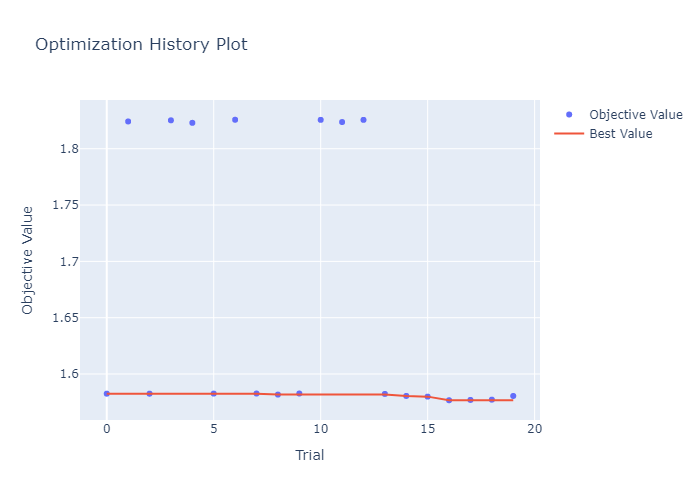 Optimization History Plot
Objective Value
Best Value
1.8
1.75
1.7
1.65
1.6
Objective Value
0
5
10
15
20
Trial